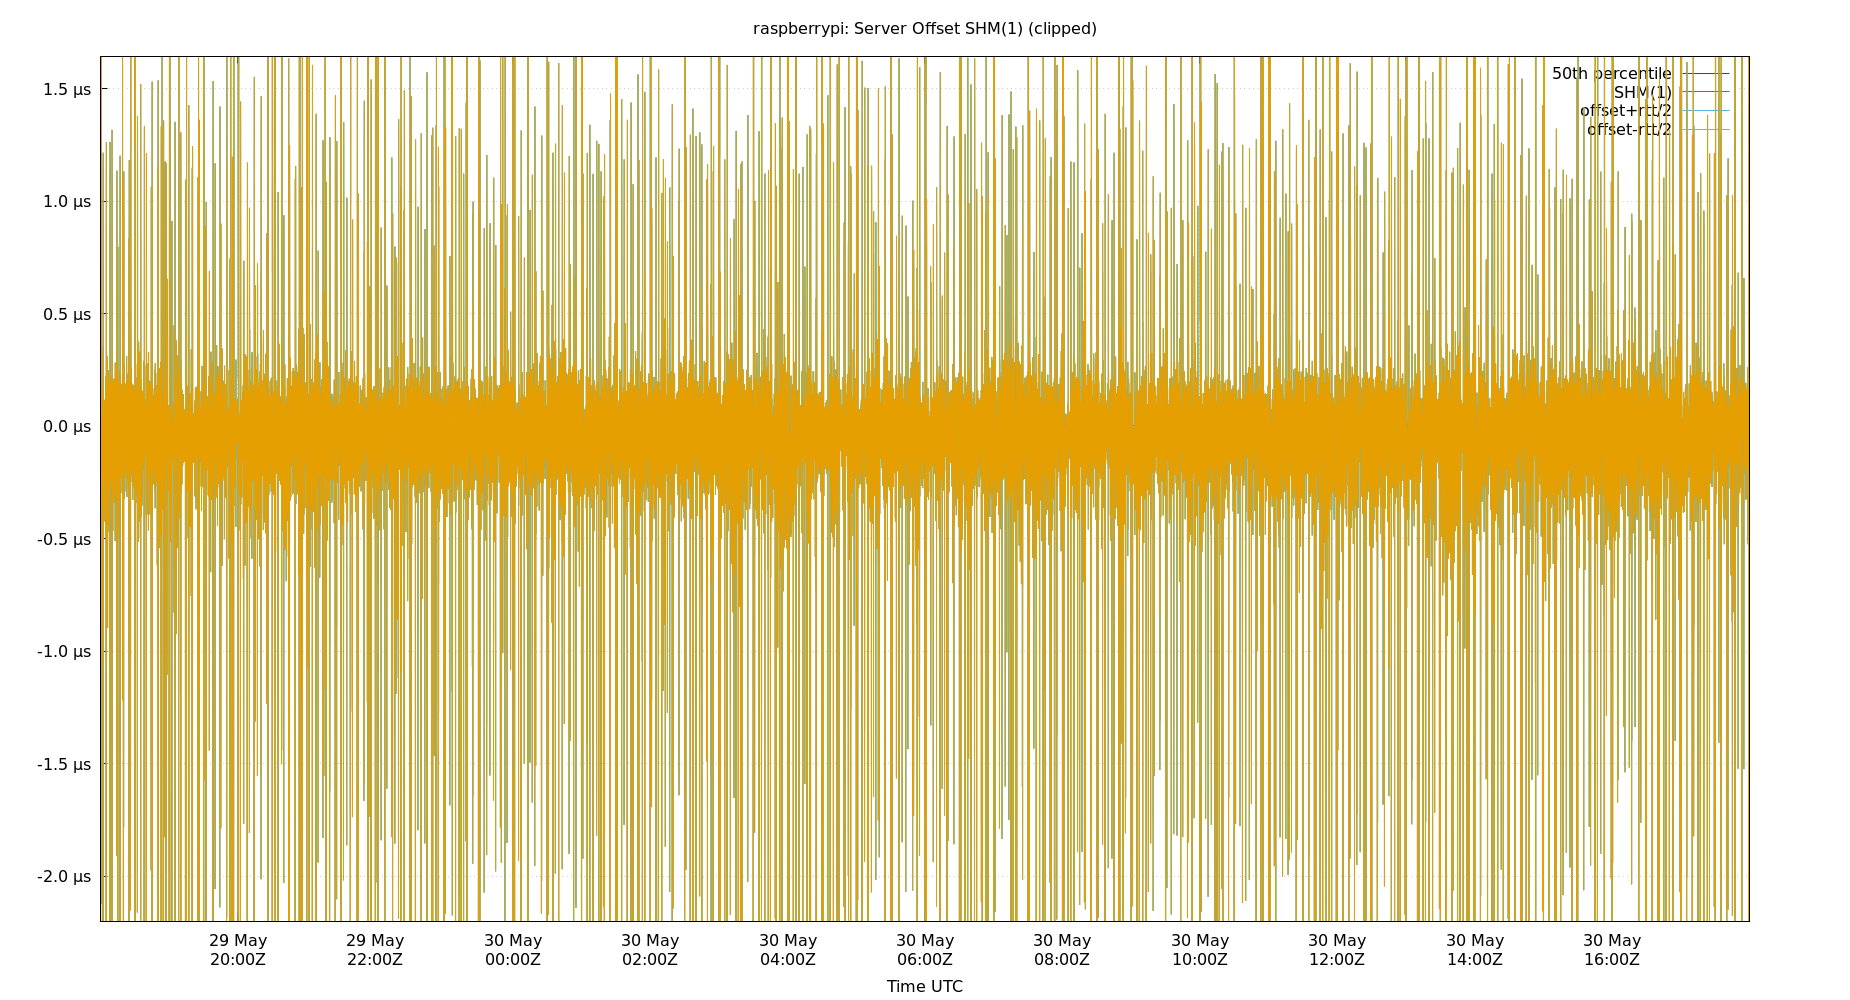 raspberrypi: Server Offset SHM(1) (clipped)
50th percentile
SHM(1)
offset+rtt/2
offset-rtt/2
1.5 µs
1.0 µs
0.5 µs
0.0 µs
-0.5 µs
-1.0 µs
-1.5 µs
-2.0 µs
29 May 29 May 30 May 30 May 30 May 30 May 30 May 30 May 30 May 30 May 30 May
20:00Z 22:00Z 00:00Z 02:00Z 04:00Z 06:00Z 08:00Z 10:00Z 12:00Z 14:00Z 16:00Z
Time UTC